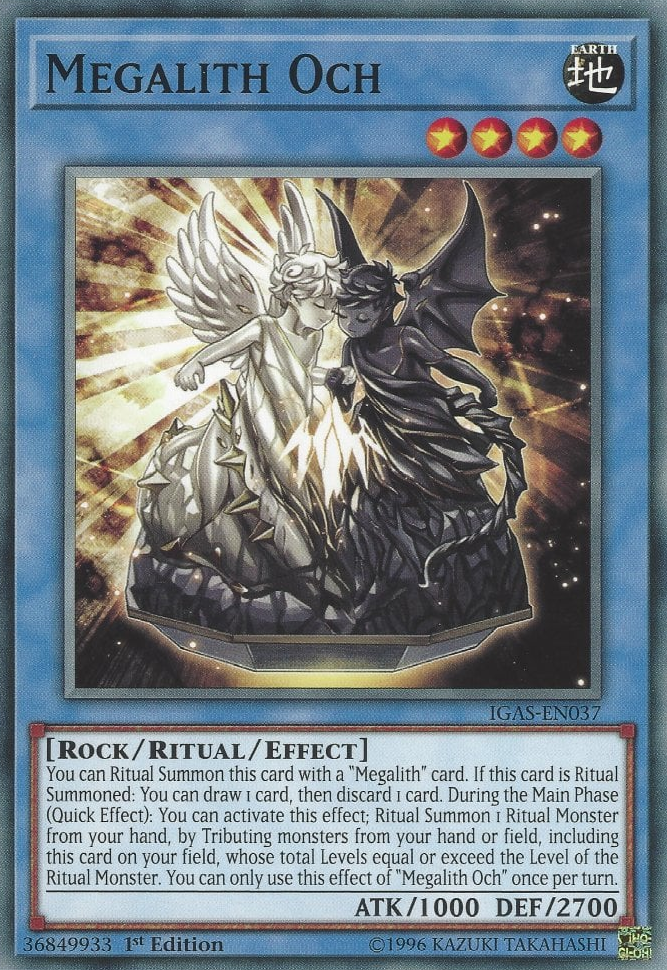 MEGALITH OCH
EARTH
地
IGAS-EN037
[ROCK/RITUAL/EFFECT]
You can Ritual Summon this card with a "Megalith" card. If this card is Ritual
Summoned: You can draw 1 card, then discard 1 card. During the Main Phase
(Quick Effect): You can activate this effect; Ritual Summon 1 Ritual Monster
from your hand, by Tributing monsters from your hand or field, including
this card on your field, whose total Levels equal or exceed the Level of the
Ritual Monster. You can only use this effect of "Megalith Och" once per turn.
ATK/1000 DEF/2700
36849933 1st Edition
©1996 KAZUKI TAKAHASHI